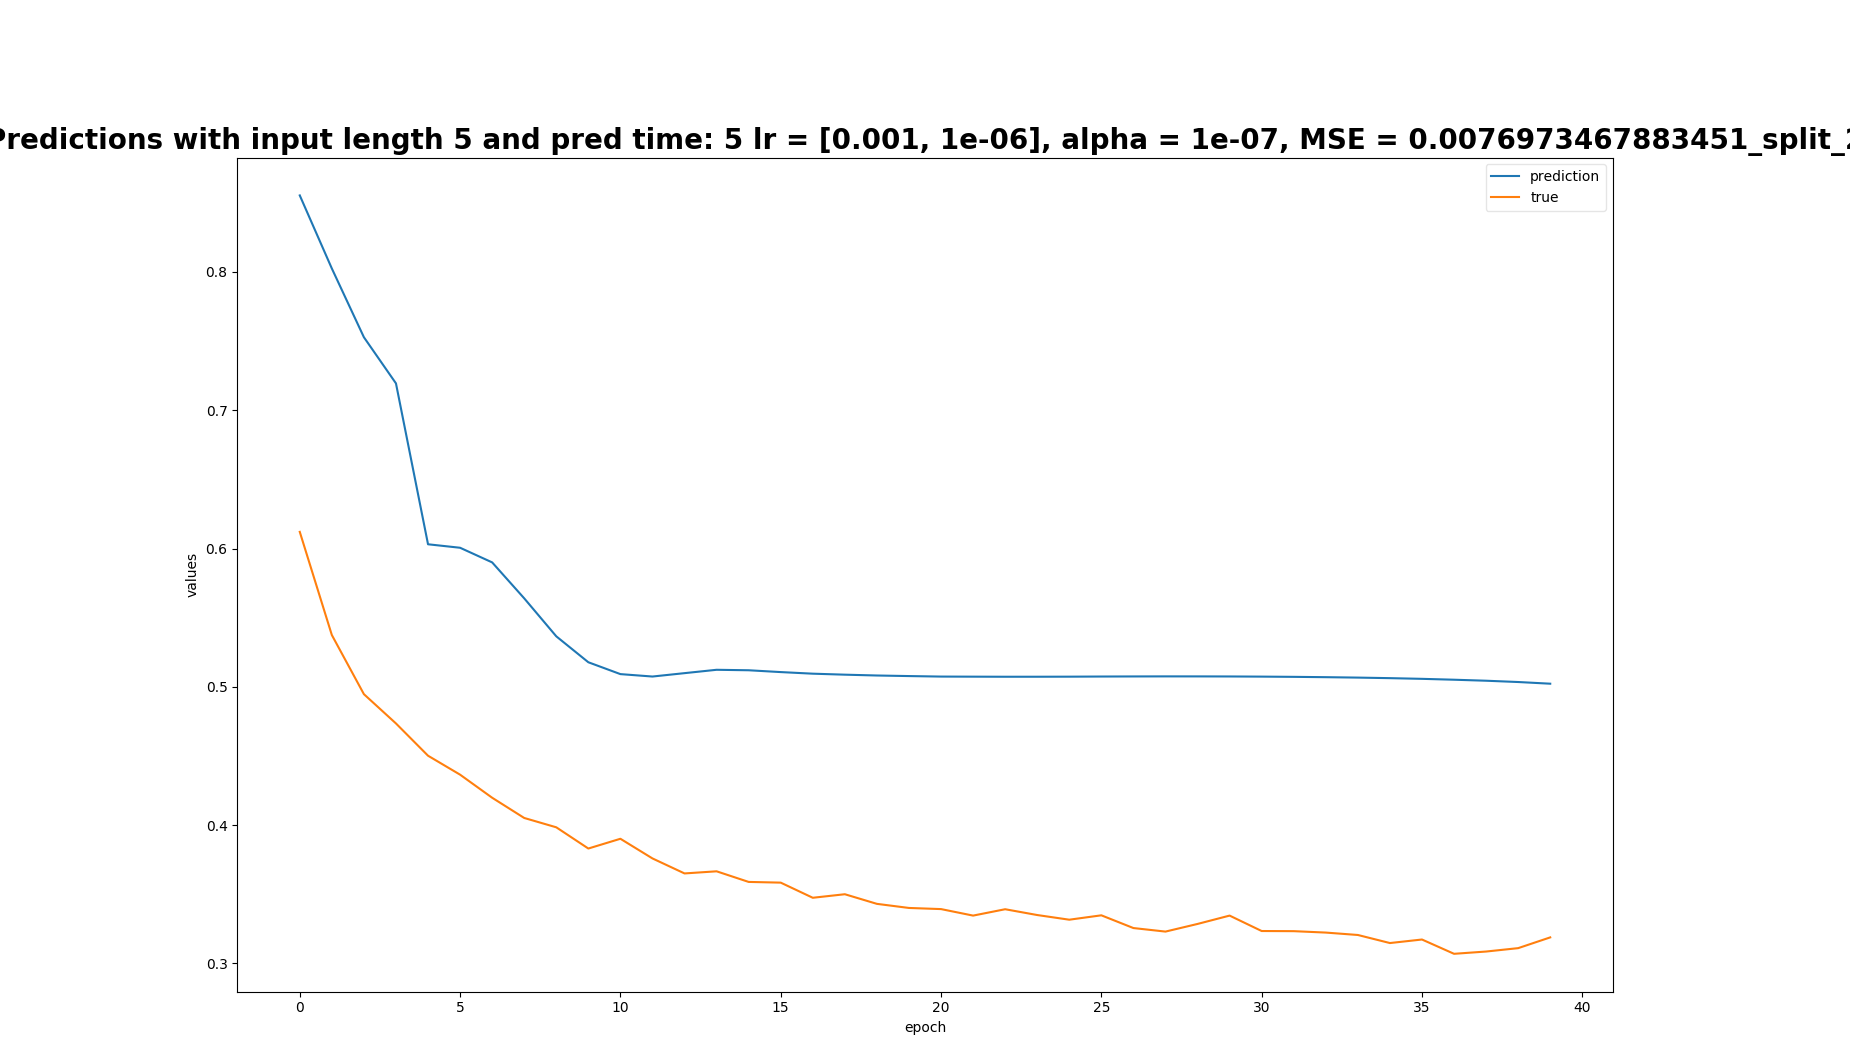 Predictions with input length 5 and pred time: 5 lr = [0.001, 1e-06], alpha = 1e-07, MSE = 0.0076973467883451_split_2
prediction
true
0.8
0.7
0.6
0.5
0.4
0.3
values
0 5 10 15 20 25 30 35 40
epoch